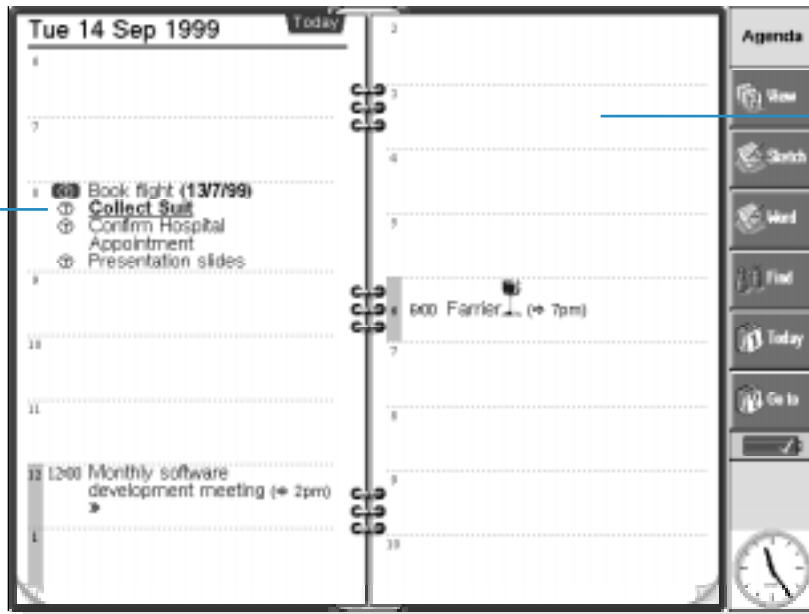 Tue 14 Sep 1999
Today
6
7
8
Book flight (13/7/99)
Collect Suit
Confirm Hospital
Appointment
Presentation slides
9
10
11
12 12:00 Monthly software
development meeting (➔ 2pm)
1
2
3
4
5
6 6:00 Farrier (➔ 7pm)
7
8
9
10
Agenda
View
Sketch
Word
Find
Today
Go to